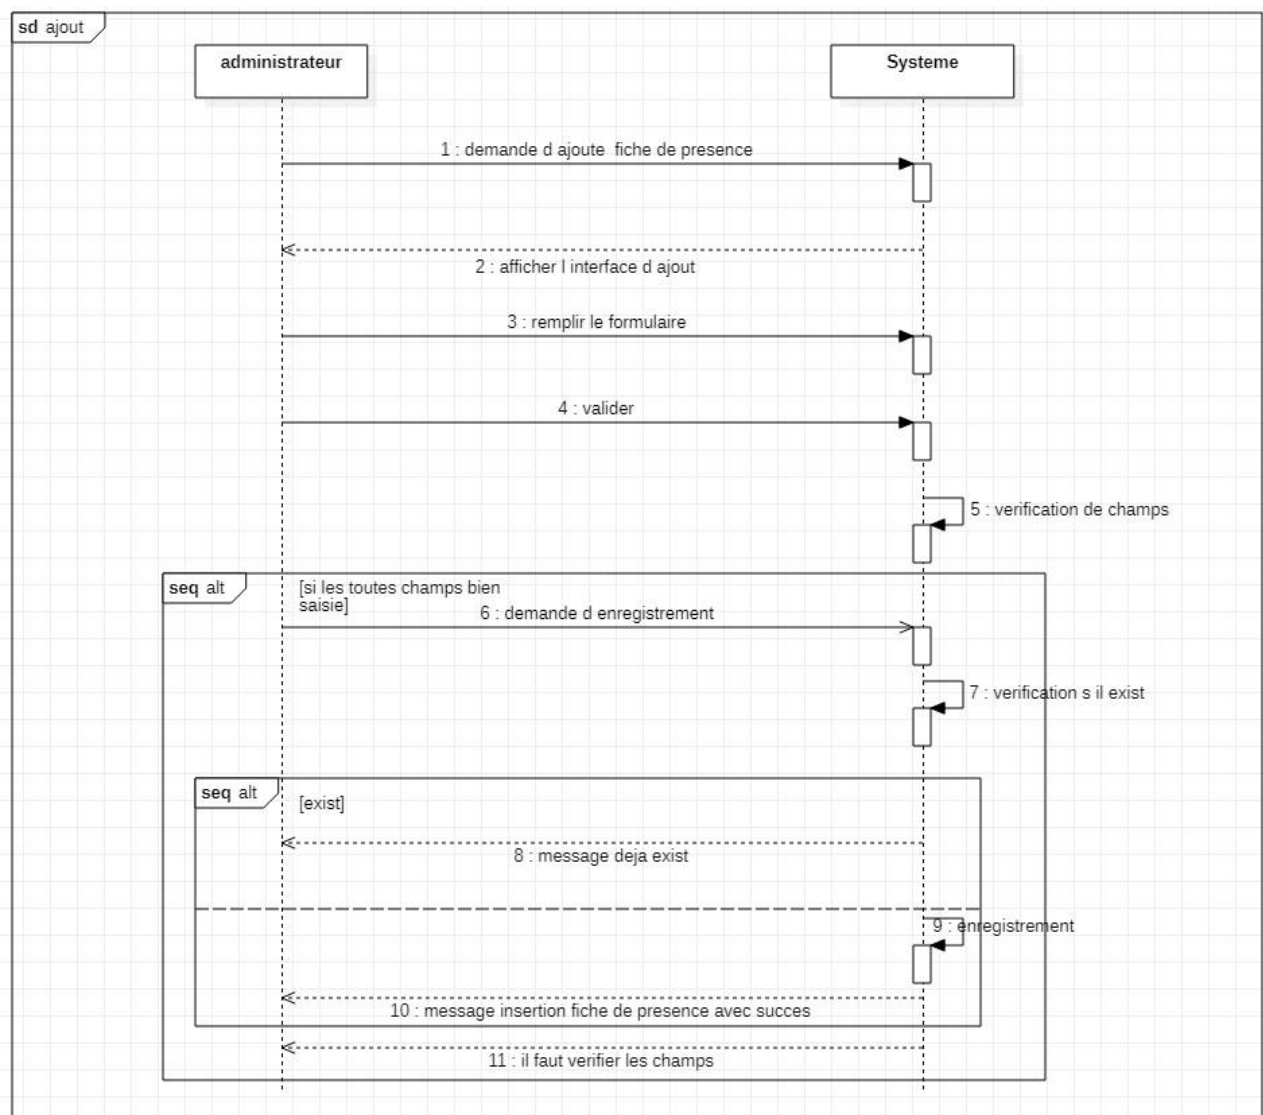 sd ajout
administrateur
Systeme
1 : demande d ajoute  fiche de presence
2 : afficher l interface d ajout
3 : remplir le formulaire
4 : valider
5 : verification de champs
seq alt
[si les toutes champs bien
saisie]
6 : demande d enregistrement
7 : verification s il exist
seq alt
[exist]
8 : message deja exist
9 : enregistrement
10 : message insertion fiche de presence avec succes
11 : il faut verifier les champs